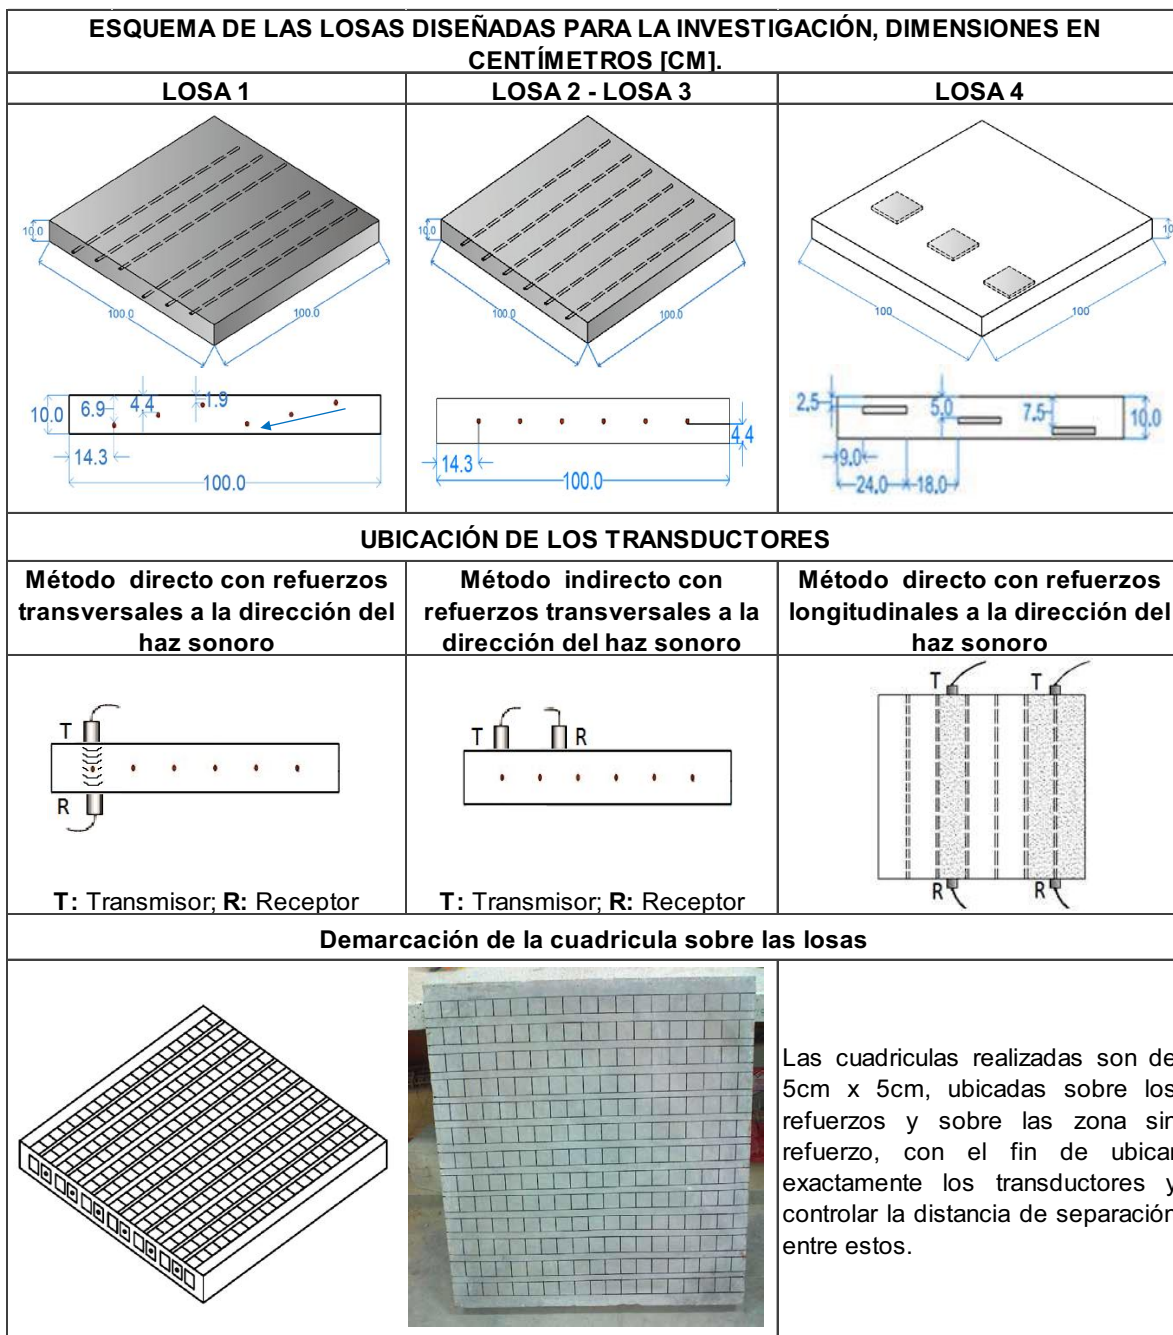 ESQUEMA DE LAS LOSAS DISEÑADAS PARA LA INVESTIGACIÓN, DIMENSIONES EN
CENTÍMETROS [CM].
LOSA 1
LOSA 2 - LOSA 3
LOSA 4
10.0
100.0
100.0
10.0
6.9
4.4
1.9
14.3
100.0
10.0
100.0
100.0
14.3
100.0
4.4
10
100
100
2.5
5.0
7.5
10.0
9.0
24.0
18.0
UBICACIÓN DE LOS TRANSDUCTORES
Método directo con refuerzos
transversales a la dirección del
haz sonoro
Método indirecto con
refuerzos transversales a la
dirección del haz sonoro
Método directo con refuerzos
longitudinales a la dirección del
haz sonoro
T
R
T: Transmisor; R: Receptor
T
R
T: Transmisor; R: Receptor
T
T
R
R
Demarcación de la cuadricula sobre las losas
Las cuadriculas realizadas son de
5cm x 5cm, ubicadas sobre los
refuerzos y sobre las zona sin
refuerzo, con el fin de ubicar
exactamente los transductores y
controlar la distancia de separación
entre estos.